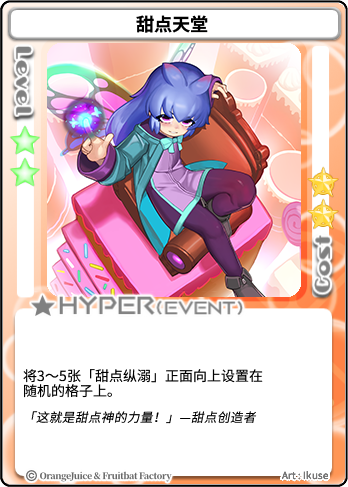 甜点天堂
Level
Cost
HYPER(EVENT)
将3～5张「甜点纵溺」正面向上设置在
随机的格子上。
「这就是甜点神的力量！」—甜点创造者
© OrangeJuice & Fruitbat Factory
Art.: Ikuse